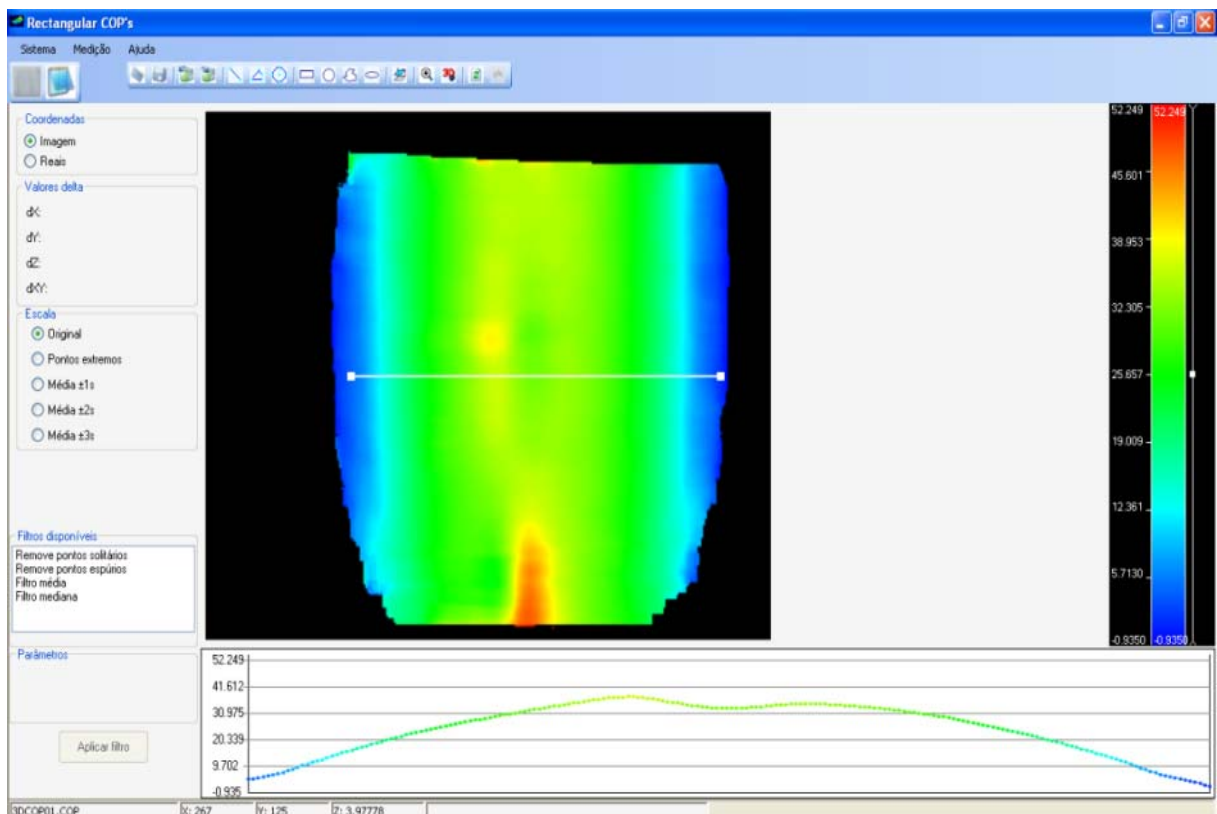 Rectangular COP's
Sistema Medição Ajuda
Coordenadas
Imagem
Reais
Valores delta
dX:
dY:
dZ:
dXY:
Escala
Original
Pontos extremos
Média ±1s
Média ±2s
Média ±3s
Filtros disponíveis
Remove pontos solitários
Remove pontos espúrios
Filtro média
Filtro mediana
Parâmetros
Aplicar filtro
52.249 52.249
45.601
38.953
32.305
25.657
19.009
12.361
5.7130
-0.9350 -0.9350
52.249
41.612
30.975
20.339
9.702
-0.935
3DCOP01.COP X: 267 Y: 125 Z: 3.97778